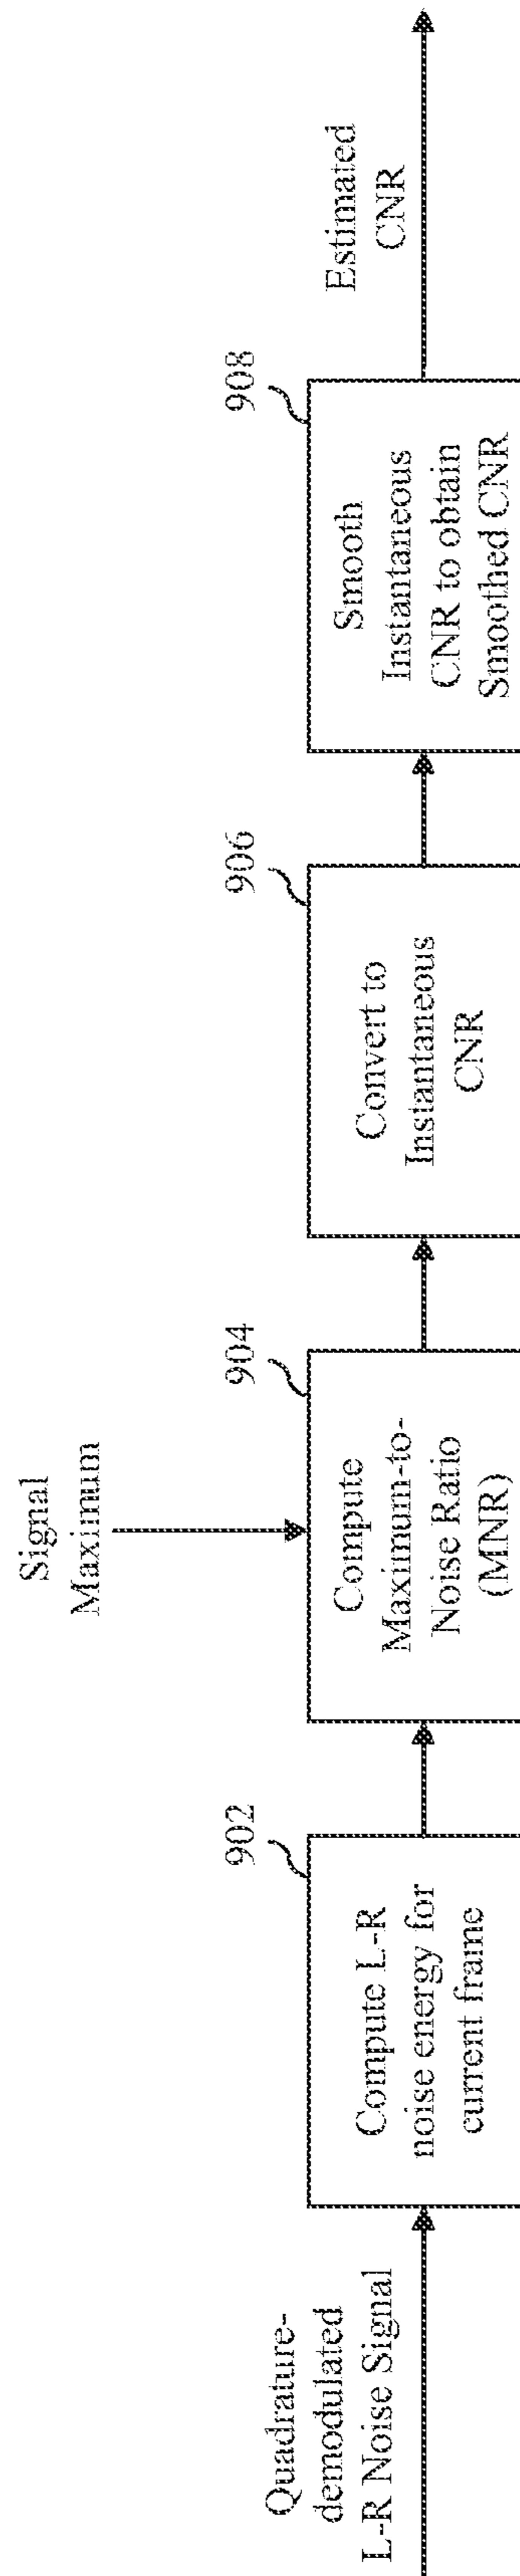 Quadrature-
demodulated
L-R Noise Signal
902
Compute L-R
noise energy for
current frame
Signal
Maximum
904
Compute
Maximum-to-
Noise Ratio
(MNR)
906
Convert to
Instantaneous
CNR
908
Smooth
Instantaneous
CNR to obtain
Smoothed CNR
Estimated
CNR